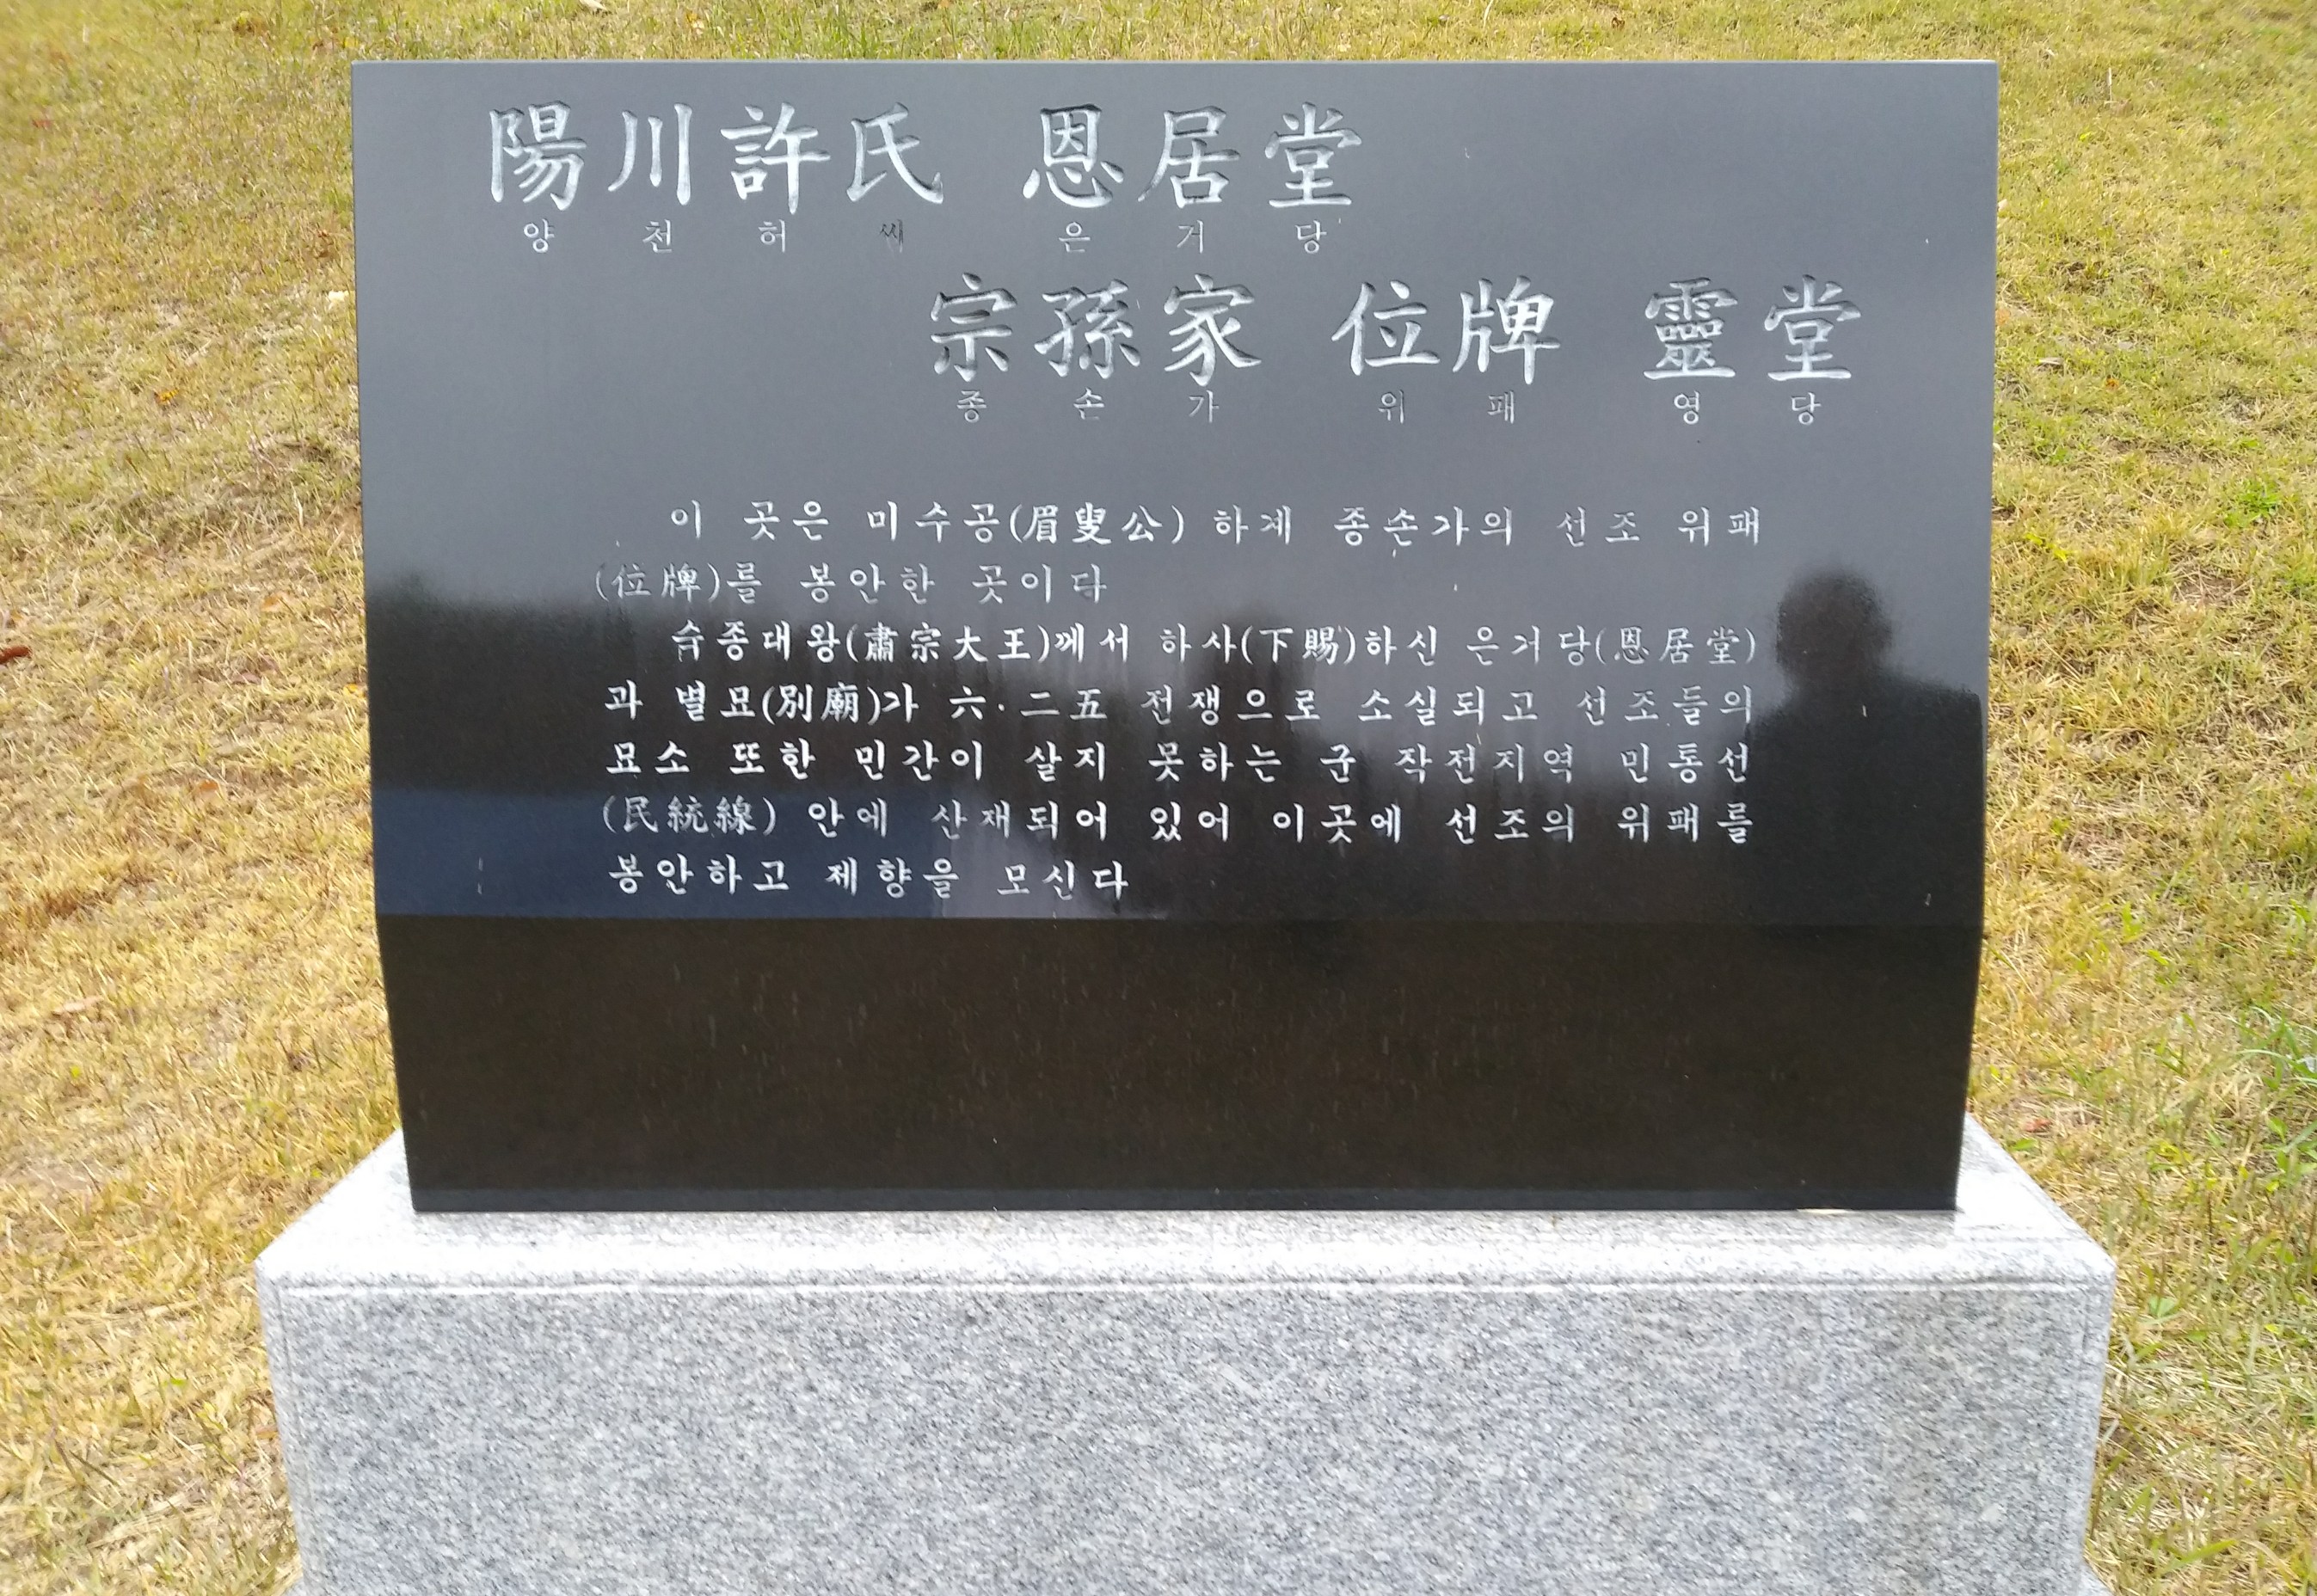 陽川許氏 恩居堂
양천허씨 은거당
宗孫家 位牌 靈堂
종손가 위패 영당
이 곳은 미수공(眉叟公) 하계 종손가의 선조 위패
(位牌)를 봉안한 곳이다
숙종대왕(肅宗大王)께서 하사(下賜)하신 은거당(恩居堂)
과 별묘(別廟)가 六·二五 전쟁으로 소실되고 선조들의
묘소 또한 민간이 살지 못하는 군 작전지역 민통선
(民統線) 안에 산재되어 있어 이곳에 선조의 위패를
봉안하고 제향을 모신다